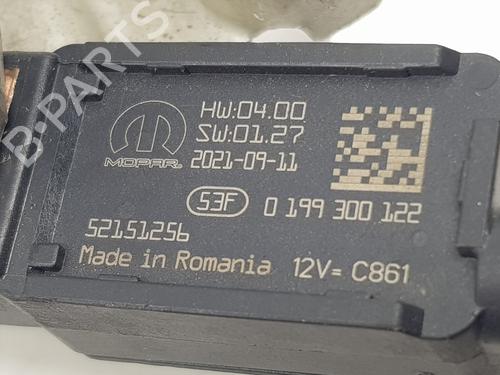 HW:04.00
SW:01.27
MOPAR
2021-09-11
53F 0 199 300 122
52151256
Made in Romania 12V= C861
B-PARTS